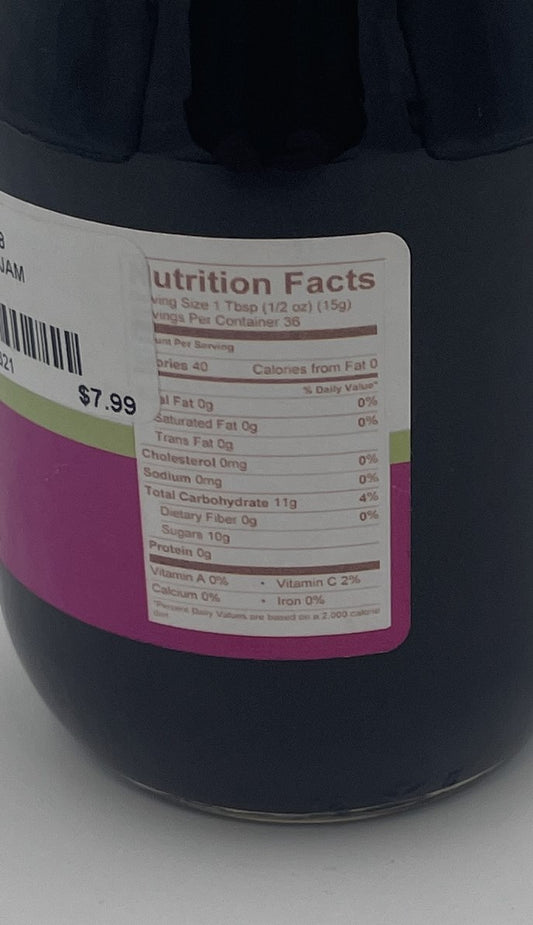 JAM
321
$7.99
utrition Facts
ving Size 1 Tbsp (1/2 oz) (15g)
vings Per Container 36
unt Per Serving
ories 40 Calories from Fat 0
% Daily Value*
al Fat 0g 0%
Saturated Fat 0g 0%
Trans Fat 0g
Cholesterol 0mg 0%
Sodium 0mg 0%
Total Carbohydrate 11g 4%
Dietary Fiber 0g 0%
Sugars 10g
Protein 0g
Vitamin A 0% • Vitamin C 2%
Calcium 0% • Iron 0%
*Percent Daily Values are based on a 2,000 calorie
diet.